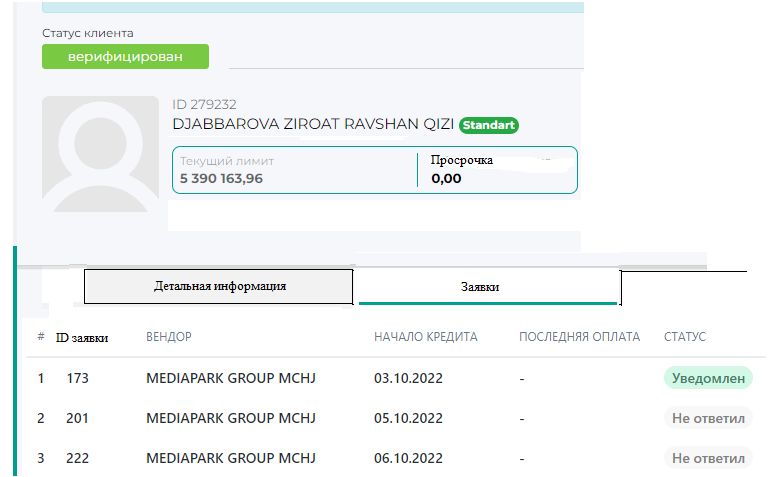 Статус клиента
верифицирован
ID 279232
DJABBAROVA ZIROAT RAVSHAN QIZI Standart
Текущий лимит Просрочка
5 390 163,96 0,00
Детальная информация Заявки
# ID заявки ВЕНДОР НАЧАЛО КРЕДИТА ПОСЛЕДНЯЯ ОПЛАТА СТАТУС
1 173 MEDIAPARK GROUP MCHJ 03.10.2022 - Уведомлен
2 201 MEDIAPARK GROUP MCHJ 05.10.2022 - Не ответил
3 222 MEDIAPARK GROUP MCHJ 06.10.2022 - Не ответил